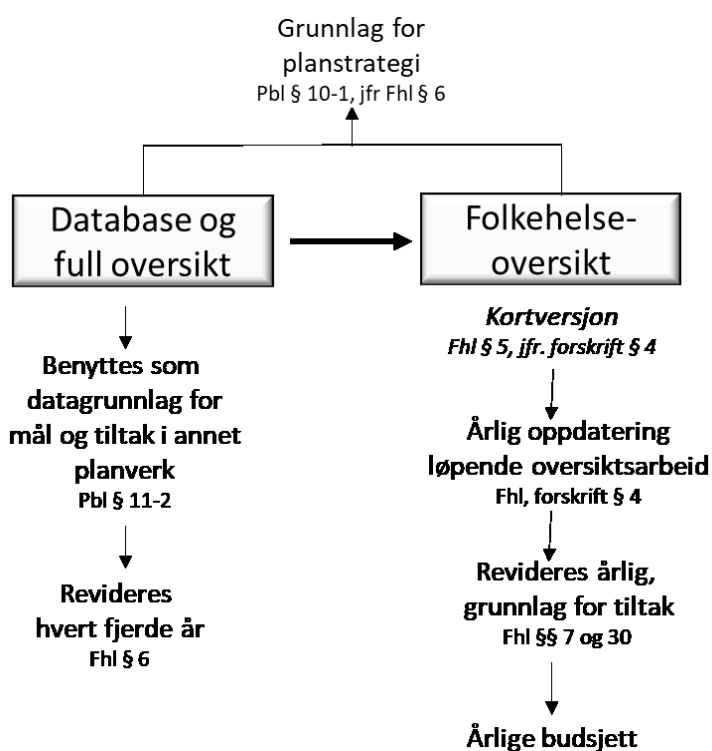 Grunnlag for
planstrategi
Pbl § 10-1, jfr Fhl § 6
Database og
full oversikt
Folkehelse-
oversikt
Benyttes som
datagrunnlag for
mål og tiltak i annet
planverk
Pbl § 11-2
Revideres
hvert fjerde år
Fhl § 6
Kortversjon
Fhl § 5, jfr. forskrift § 4
Årlig oppdatering
løpende oversiktsarbeid
Fhl, forskrift § 4
Revideres årlig,
grunnlag for tiltak
Fhl §§ 7 og 30
Årlige budsjett